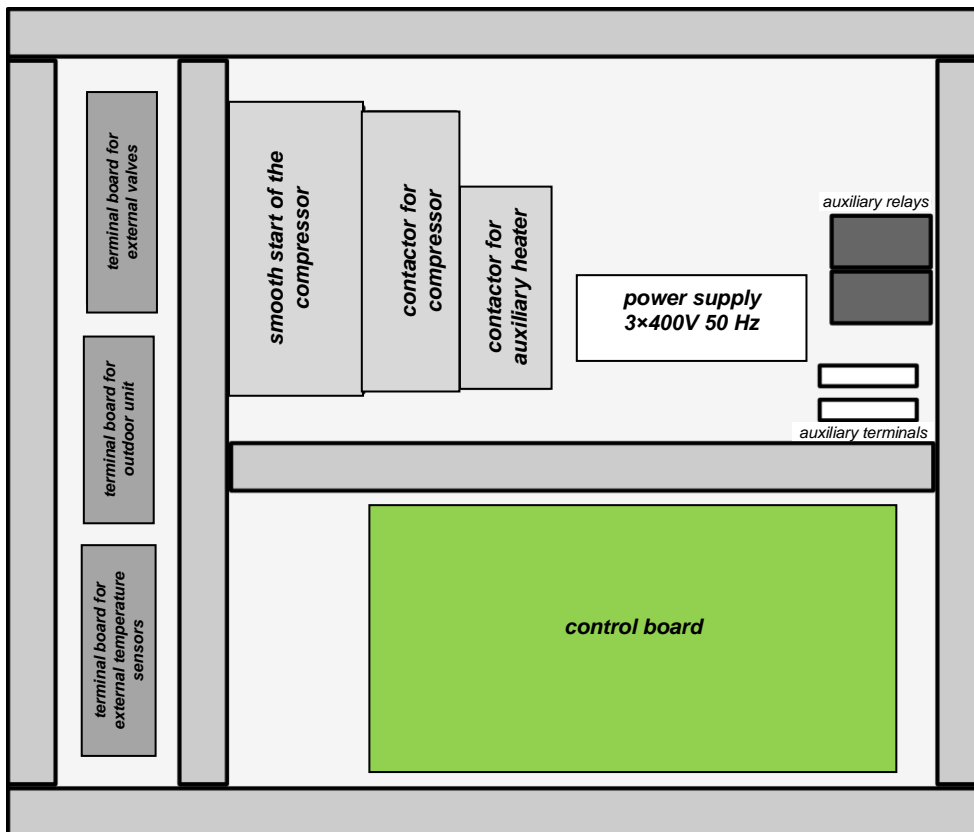 terminal board for
external valves
terminal board for
outdoor unit
terminal board for
external temperature
sensors
smooth start of the
compressor
contactor for
compressor
contactor for
auxiliary heater
power supply
3×400V 50 Hz
auxiliary relays
auxiliary terminals
control board